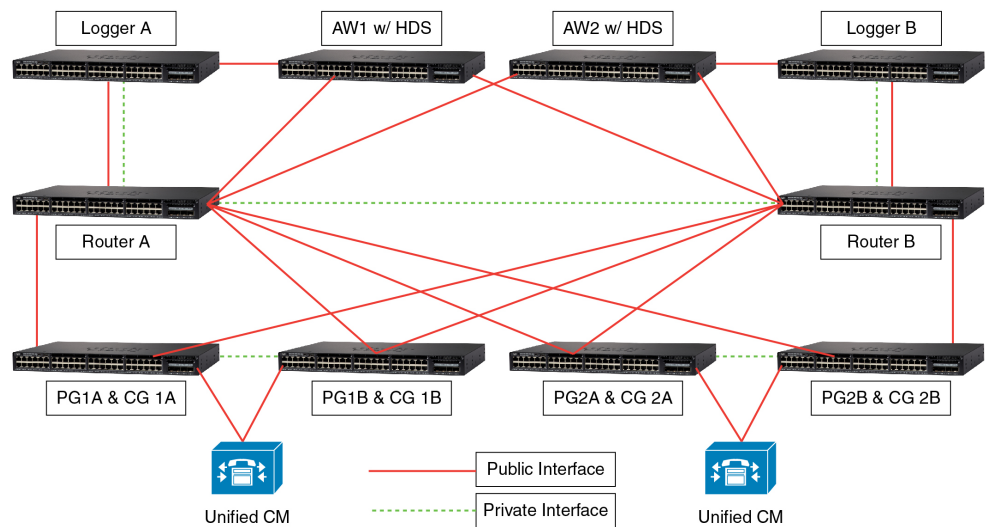 Logger A
AW1 w/ HDS
AW2 w/ HDS
Logger B
Router A
Router B
PG1A & CG 1A
PG1B & CG 1B
PG2A & CG 2A
PG2B & CG 2B
Public Interface
Private Interface
Unified CM
Unified CM